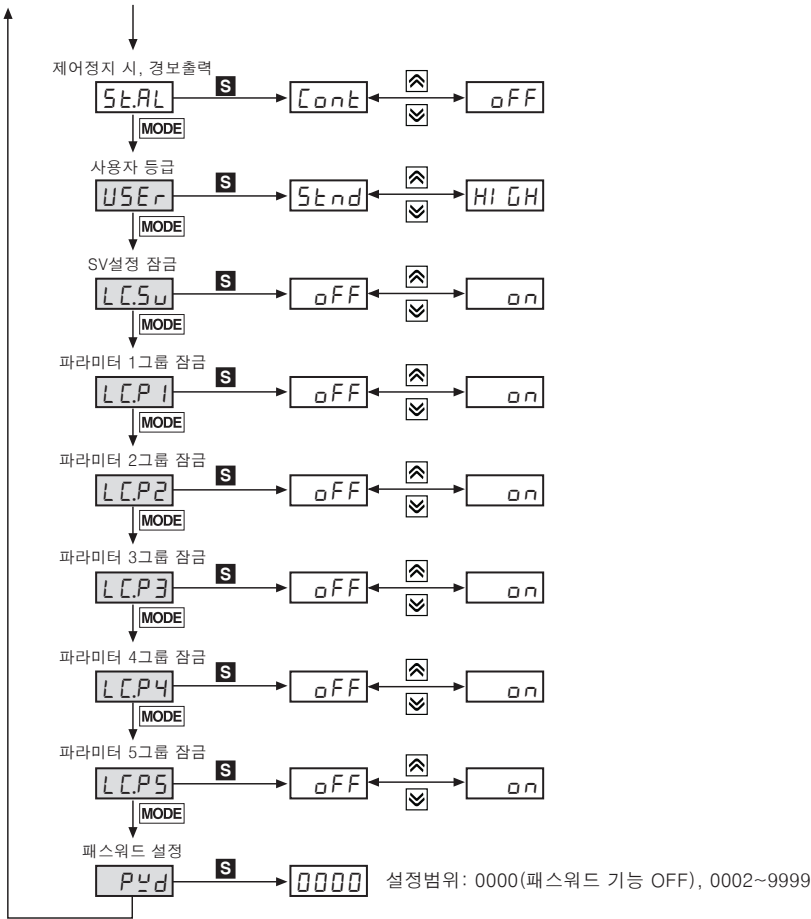 제어정지 시, 경보출력
St.AL S Cont oFF
MODE
사용자 등급
USEr S Stnd HIGH
MODE
SV설정 잠금
LC.Sv S oFF on
MODE
파라미터 1그룹 잠금
LC.P1 S oFF on
MODE
파라미터 2그룹 잠금
LC.P2 S oFF on
MODE
파라미터 3그룹 잠금
LC.P3 S oFF on
MODE
파라미터 4그룹 잠금
LC.P4 S oFF on
MODE
파라미터 5그룹 잠금
LC.P5 S oFF on
MODE
패스워드 설정
PWd S 0000 설정범위: 0000(패스워드 기능 OFF), 0002~9999